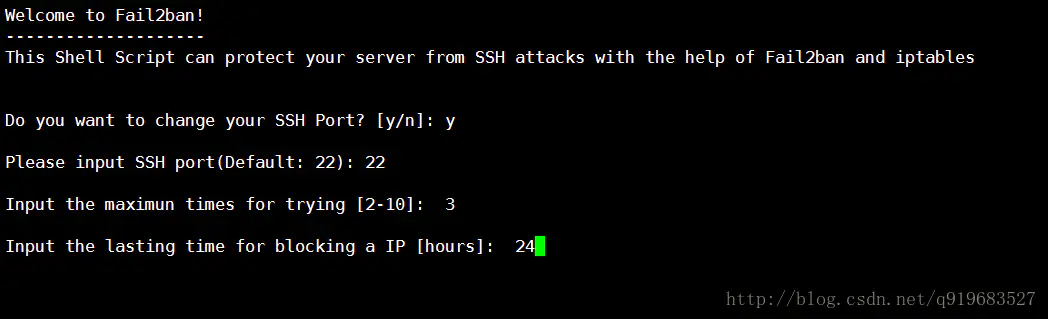 Welcome to Fail2ban!
--------------------
This Shell Script can protect your server from SSH attacks with the help of Fail2ban and iptables
Do you want to change your SSH Port? [y/n]: y
Please input SSH port(Default: 22): 22
Input the maximun times for trying [2-10]:  3
Input the lasting time for blocking a IP [hours]:  24
http://blog.csdn.net/q919683527